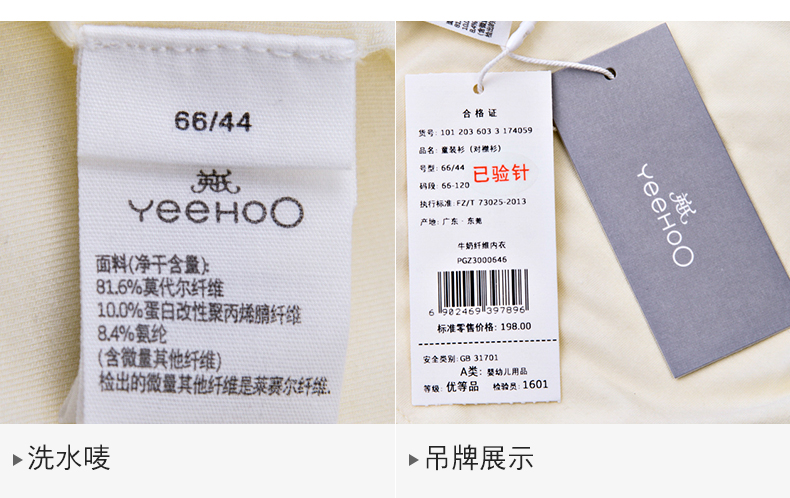 66/44
YeeHoO
面料(净干含量):
81.6%莫代尔纤维
10.0%蛋白改性聚丙烯腈纤维
8.4%氨纶
(含微量其他纤维)
检出的微量其他纤维是莱赛尔纤维.
洗水唛
合格证
货号: 101 203 603 3 174059
品名: 童装衫 (对襟衫)
号型: 66/44
已验针
码段: 66-120
执行标准: FZ/T 73025-2013
产地: 广东·东莞
牛奶纤维内衣
PGZ3000646
6 902469 397896
标准零售价格: 198.00
安全类别: GB 31701
A类: 婴幼儿用品
等级: 优等品 检验员: 1601
YeeHoO
吊牌展示